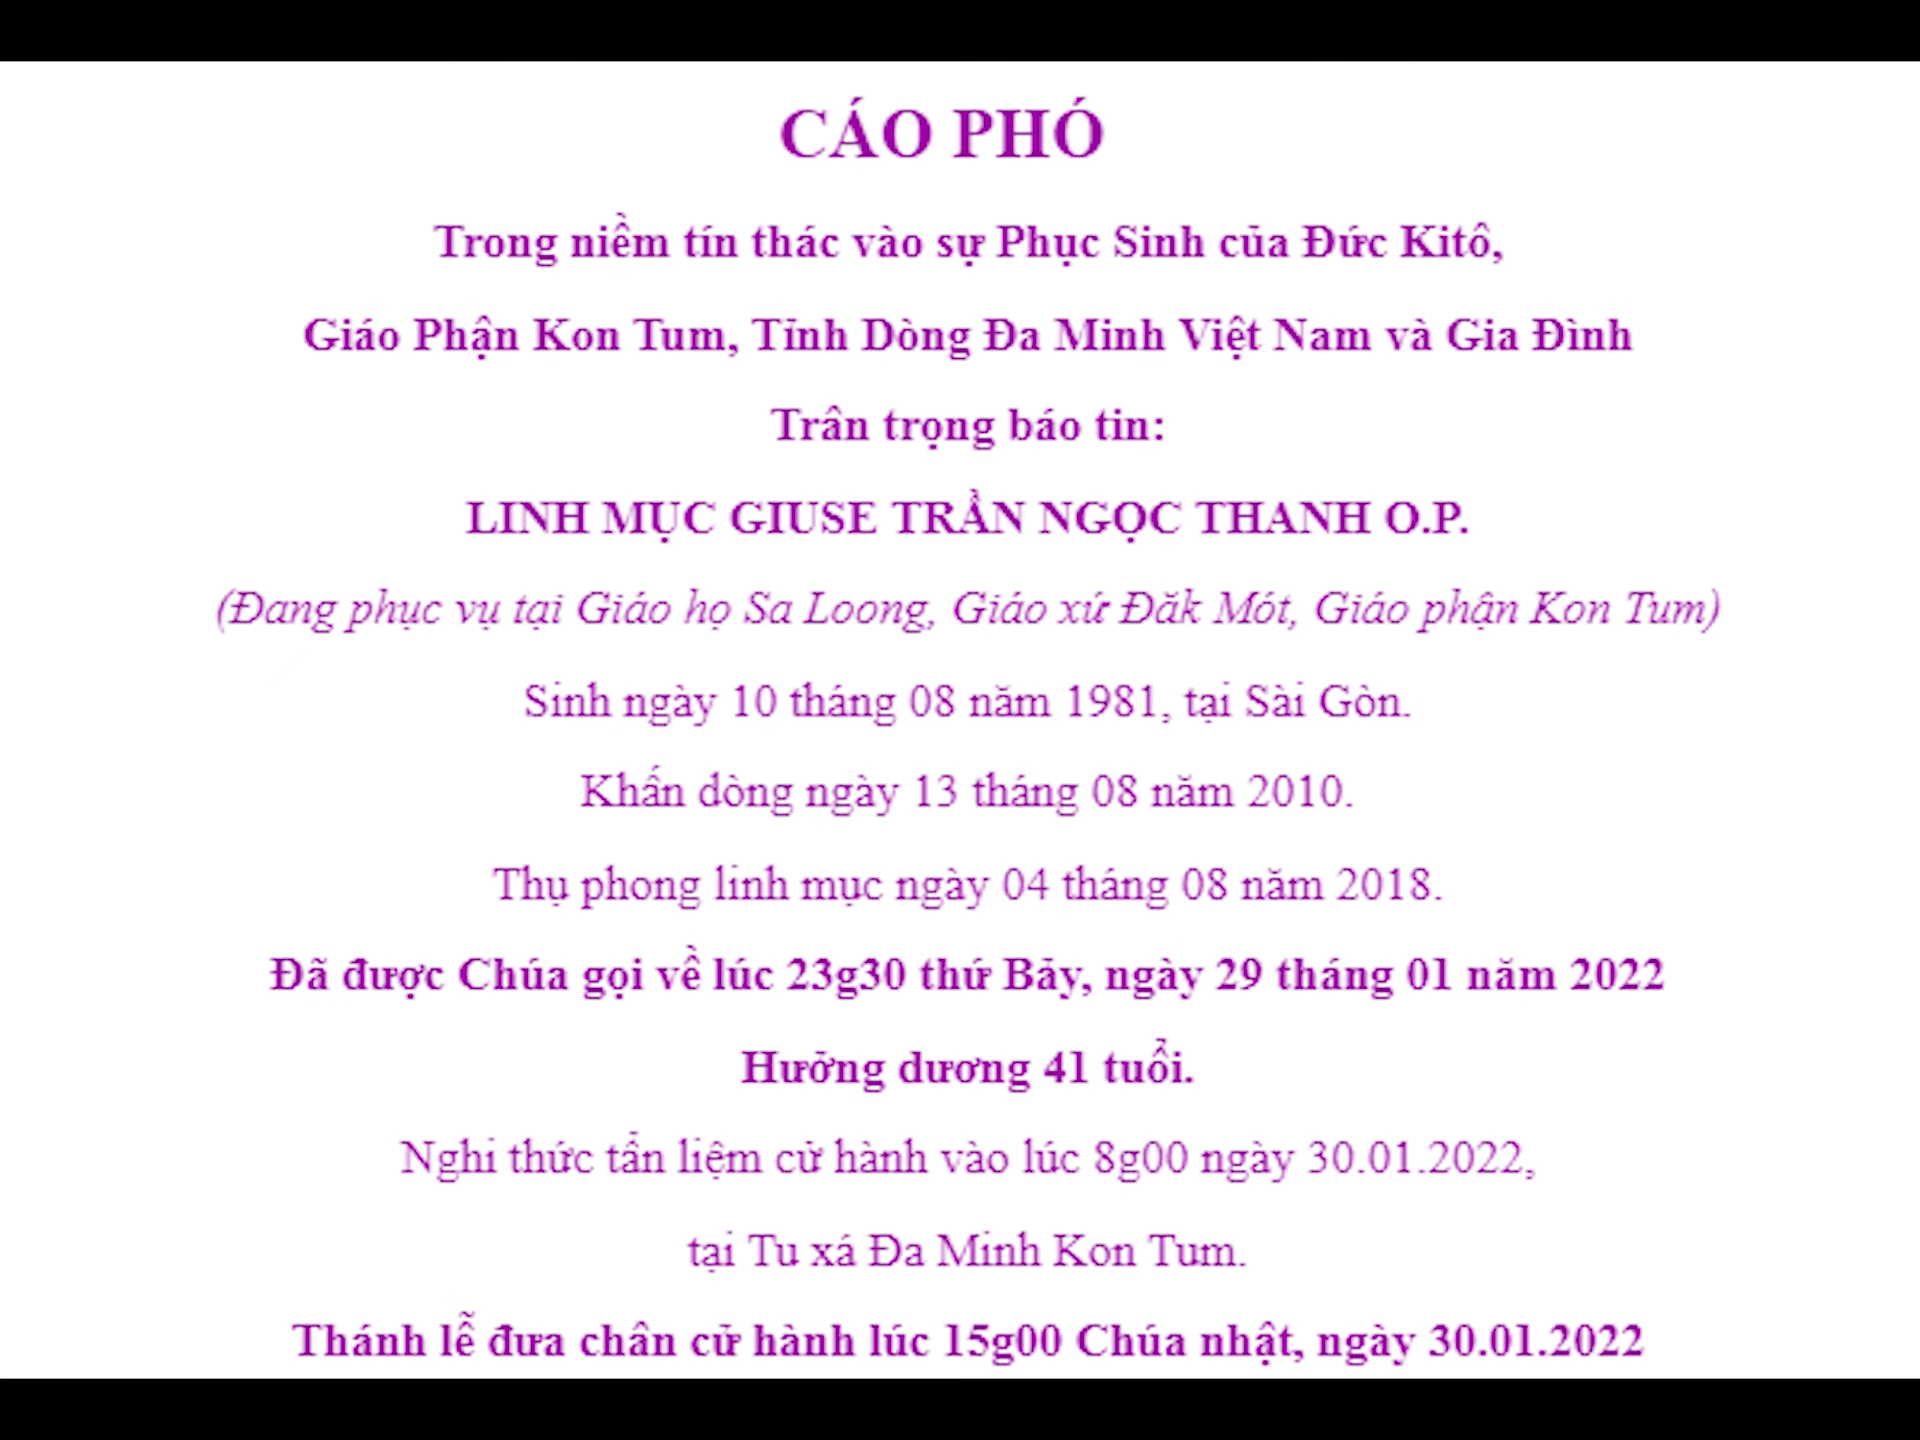 CÁO PHÓ
Trong niềm tín thác vào sự Phục Sinh của Đức Kitô,
Giáo Phận Kon Tum, Tỉnh Dòng Đa Minh Việt Nam và Gia Đình
Trân trọng báo tin:
LINH MỤC GIUSE TRẦN NGỌC THANH O.P.
(Đang phục vụ tại Giáo họ Sa Loong, Giáo xứ Đăk Mót, Giáo phận Kon Tum)
Sinh ngày 10 tháng 08 năm 1981, tại Sài Gòn.
Khấn dòng ngày 13 tháng 08 năm 2010.
Thụ phong linh mục ngày 04 tháng 08 năm 2018.
Đã được Chúa gọi về lúc 23g30 thứ Bảy, ngày 29 tháng 01 năm 2022
Hưởng dương 41 tuổi.
Nghi thức tẩn liệm cử hành vào lúc 8g00 ngày 30.01.2022,
tại Tu xá Đa Minh Kon Tum.
Thánh lễ đưa chân cử hành lúc 15g00 Chúa nhật, ngày 30.01.2022